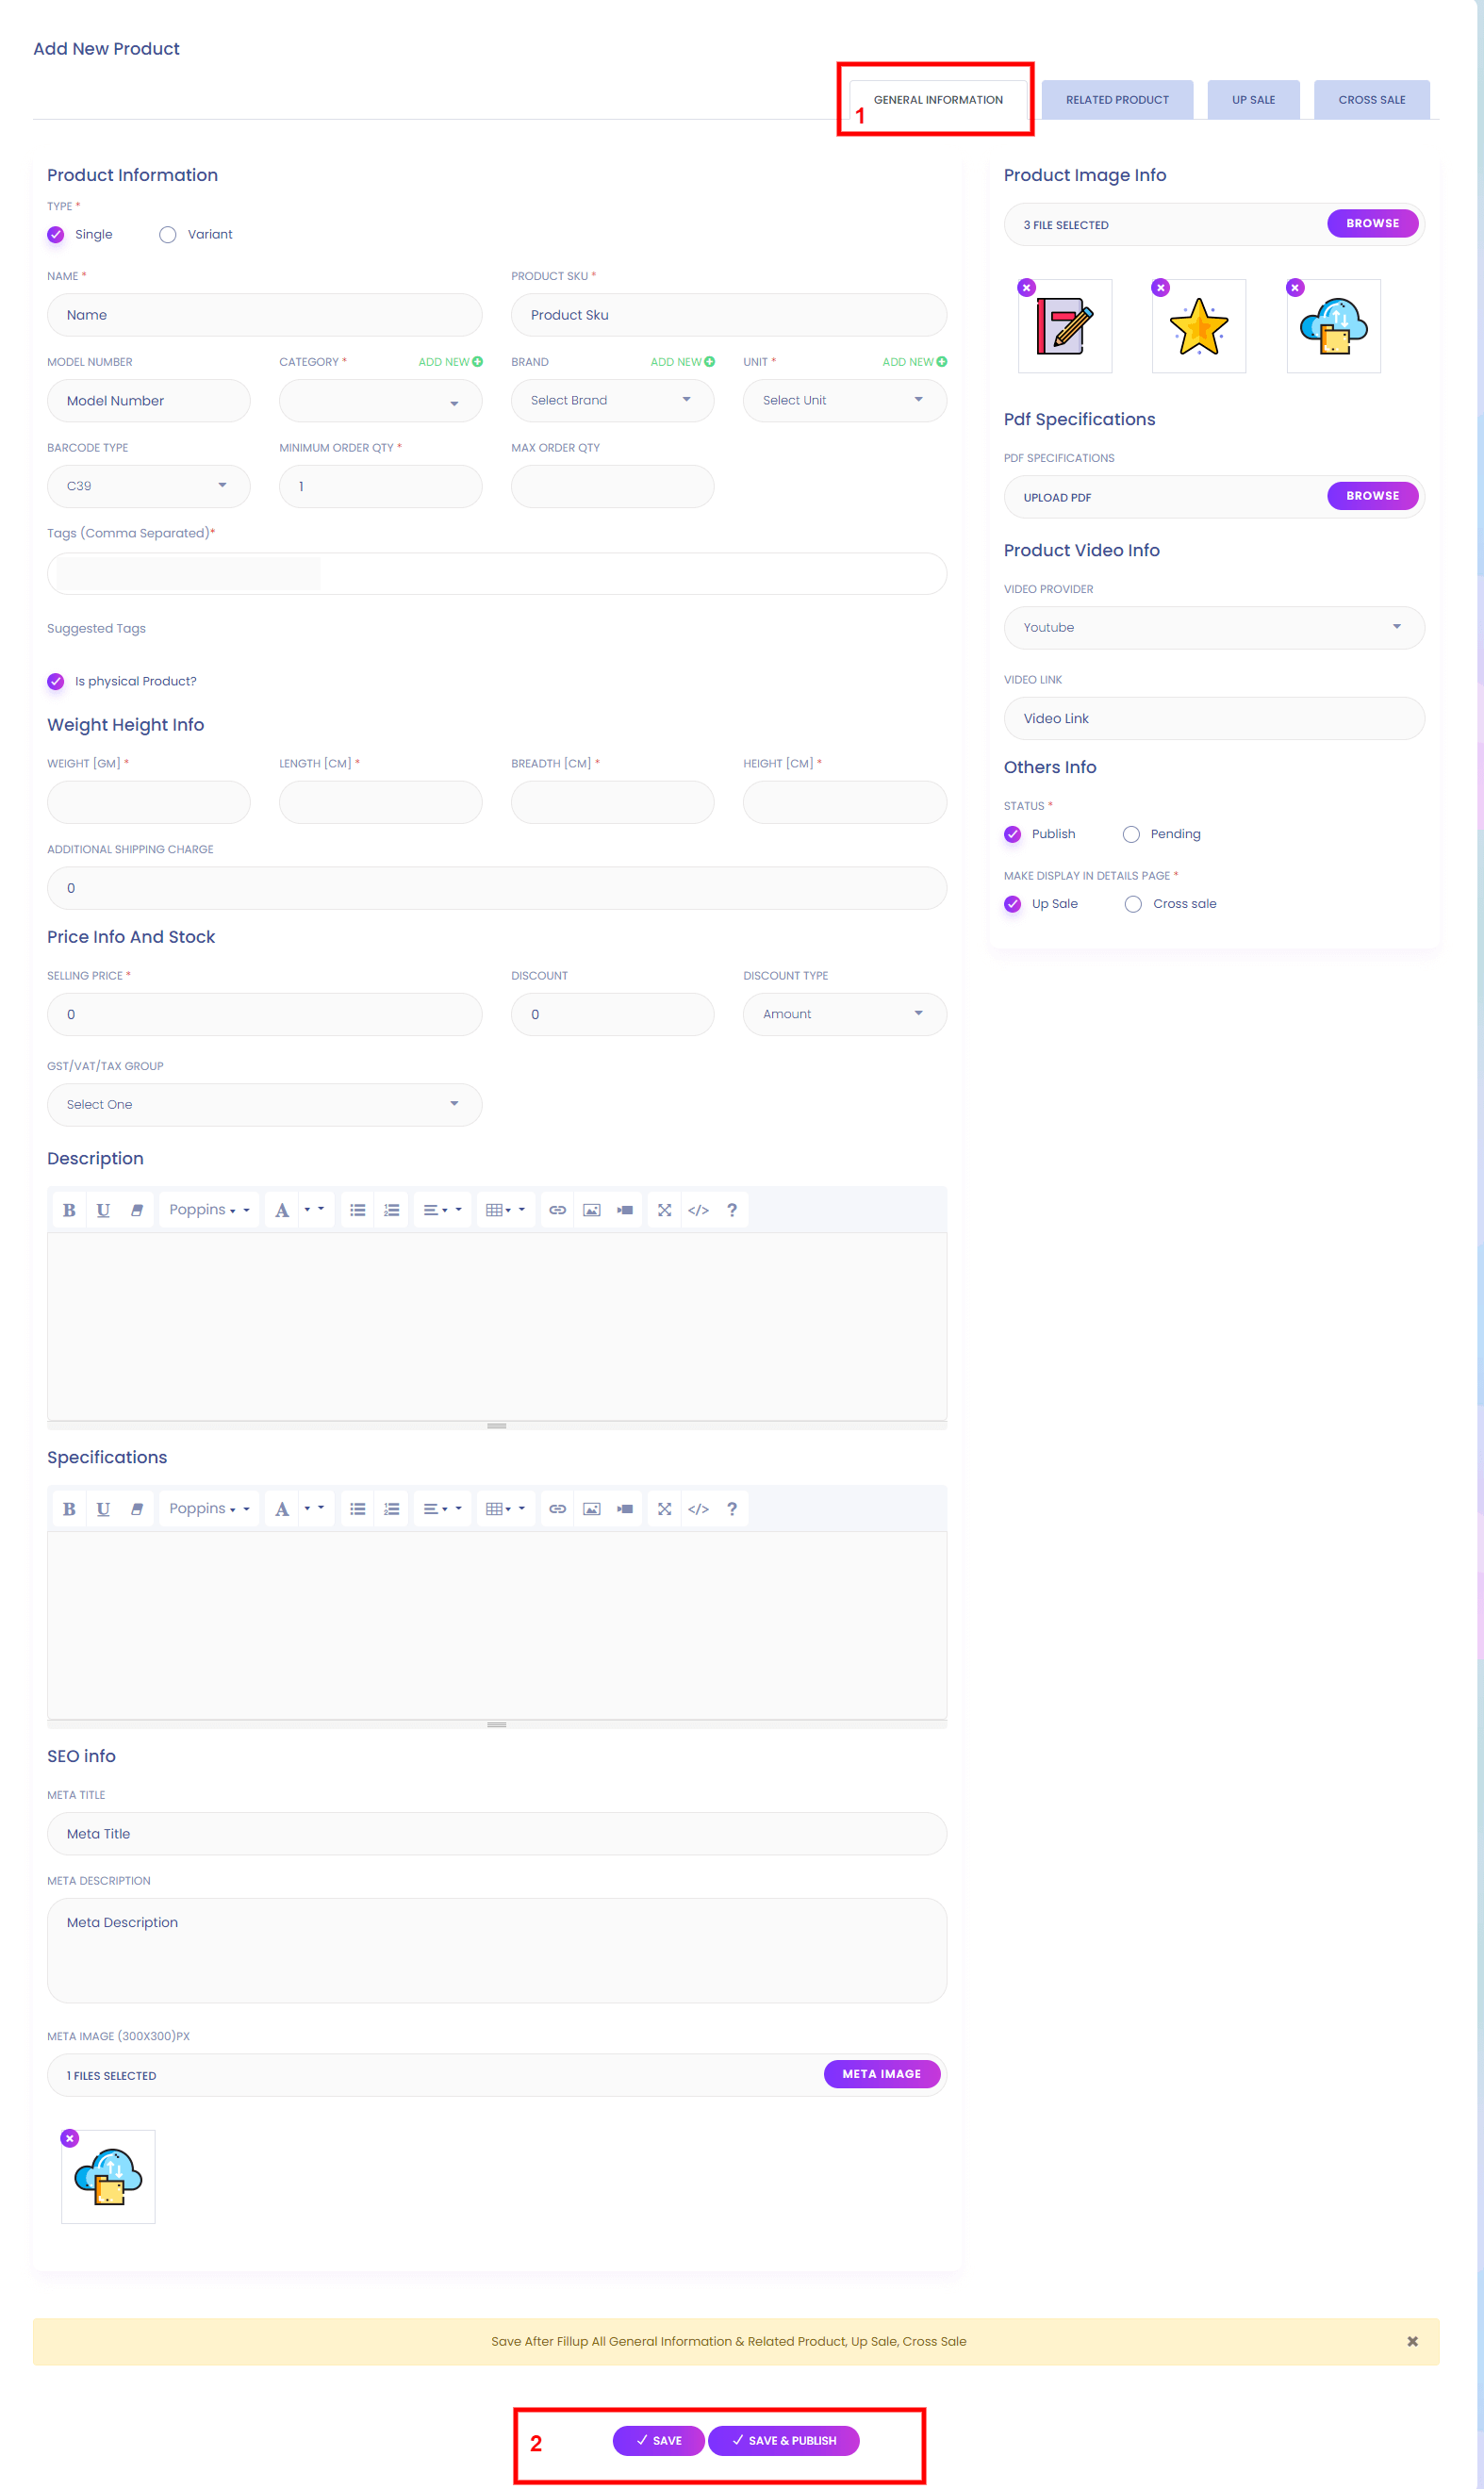 Add New Product
GENERAL INFORMATION RELATED PRODUCT UP SALE CROSS SALE
1
Product Information
TYPE *
Single Variant
NAME * PRODUCT SKU *
Name Product Sku
MODEL NUMBER CATEGORY * ADD NEW BRAND ADD NEW UNIT * ADD NEW
Model Number Select Brand Select Unit
BARCODE TYPE MINIMUM ORDER QTY * MAX ORDER QTY
C39 1
Tags (Comma Separated)*
Suggested Tags
Is physical Product?
Weight Height Info
WEIGHT [GM] * LENGTH [CM] * BREADTH [CM] * HEIGHT [CM] *
ADDITIONAL SHIPPING CHARGE
0
Price Info And Stock
SELLING PRICE * DISCOUNT DISCOUNT TYPE
0 0 Amount
GST/VAT/TAX GROUP
Select One
Description
B U Poppins A </> ?
Specifications
B U Poppins A </> ?
SEO info
META TITLE
Meta Title
META DESCRIPTION
Meta Description
META IMAGE (300X300)PX
1 FILES SELECTED META IMAGE
Product Image Info
3 FILE SELECTED BROWSE
Pdf Specifications
PDF SPECIFICATIONS
UPLOAD PDF BROWSE
Product Video Info
VIDEO PROVIDER
Youtube
VIDEO LINK
Video Link
Others Info
STATUS *
Publish Pending
MAKE DISPLAY IN DETAILS PAGE *
Up Sale Cross sale
Save After Fillup All General Information & Related Product, Up Sale, Cross Sale
2 SAVE SAVE & PUBLISH